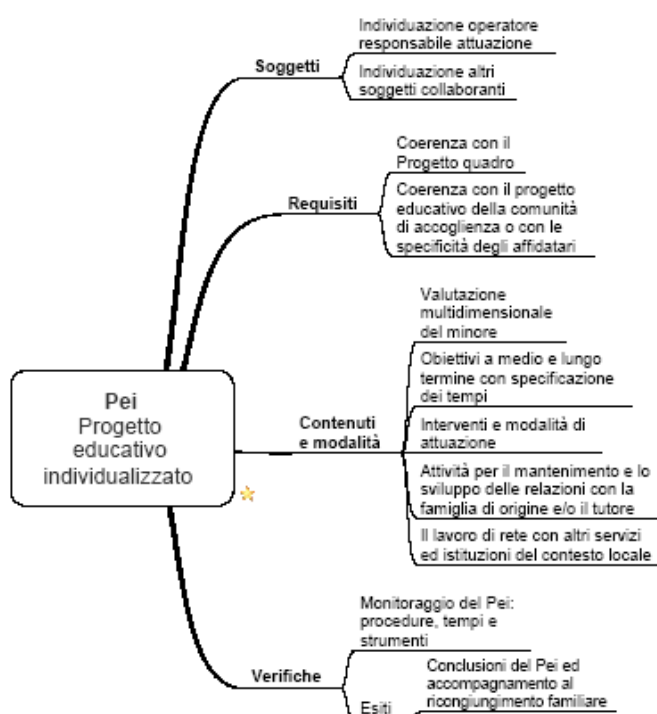 Individuazione operatore
responsabile attuazione
Soggetti
Individuazione altri
soggetti collaboranti
Coerenza con il
Progetto quadro
Requisiti
Coerenza con il progetto
educativo della comunità
di accoglienza o con le
specificità degli affidatari
Valutazione
multidimensionale
del minore
Obiettivi a medio e lungo
termine con specificazione
dei tempi
Pei
Progetto
educativo
individualizzato
Contenuti
e modalità
Interventi e modalità di
attuazione
Attività per il mantenimento e lo
sviluppo delle relazioni con la
famiglia di origine e/o il tutore
Il lavoro di rete con altri servizi
ed istituzioni del contesto locale
Monitoraggio del Pei:
procedure, tempi e
strumenti
Verifiche
Conclusioni del Pei ed
accompagnamento al
ricongiungimento familiare
Esiti